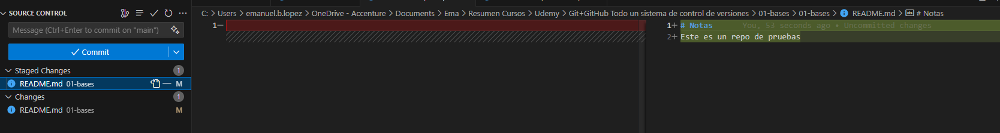 SOURCE CONTROL
Message (Ctrl+Enter to commit on "main")
Commit
Staged Changes 1
README.md 01-bases M
Changes 1
README.md 01-bases M
C: > Users > emanuel.b.lopez > OneDrive - Accenture > Documents > Ema > Resumen Cursos > Udemy > Git+GitHub Todo un sistema de control de versiones > 01-bases > 01-bases > README.md > # Notas
1−
1+ # Notas You, 53 seconds ago • Uncommitted changes
2+ Este es un repo de pruebas